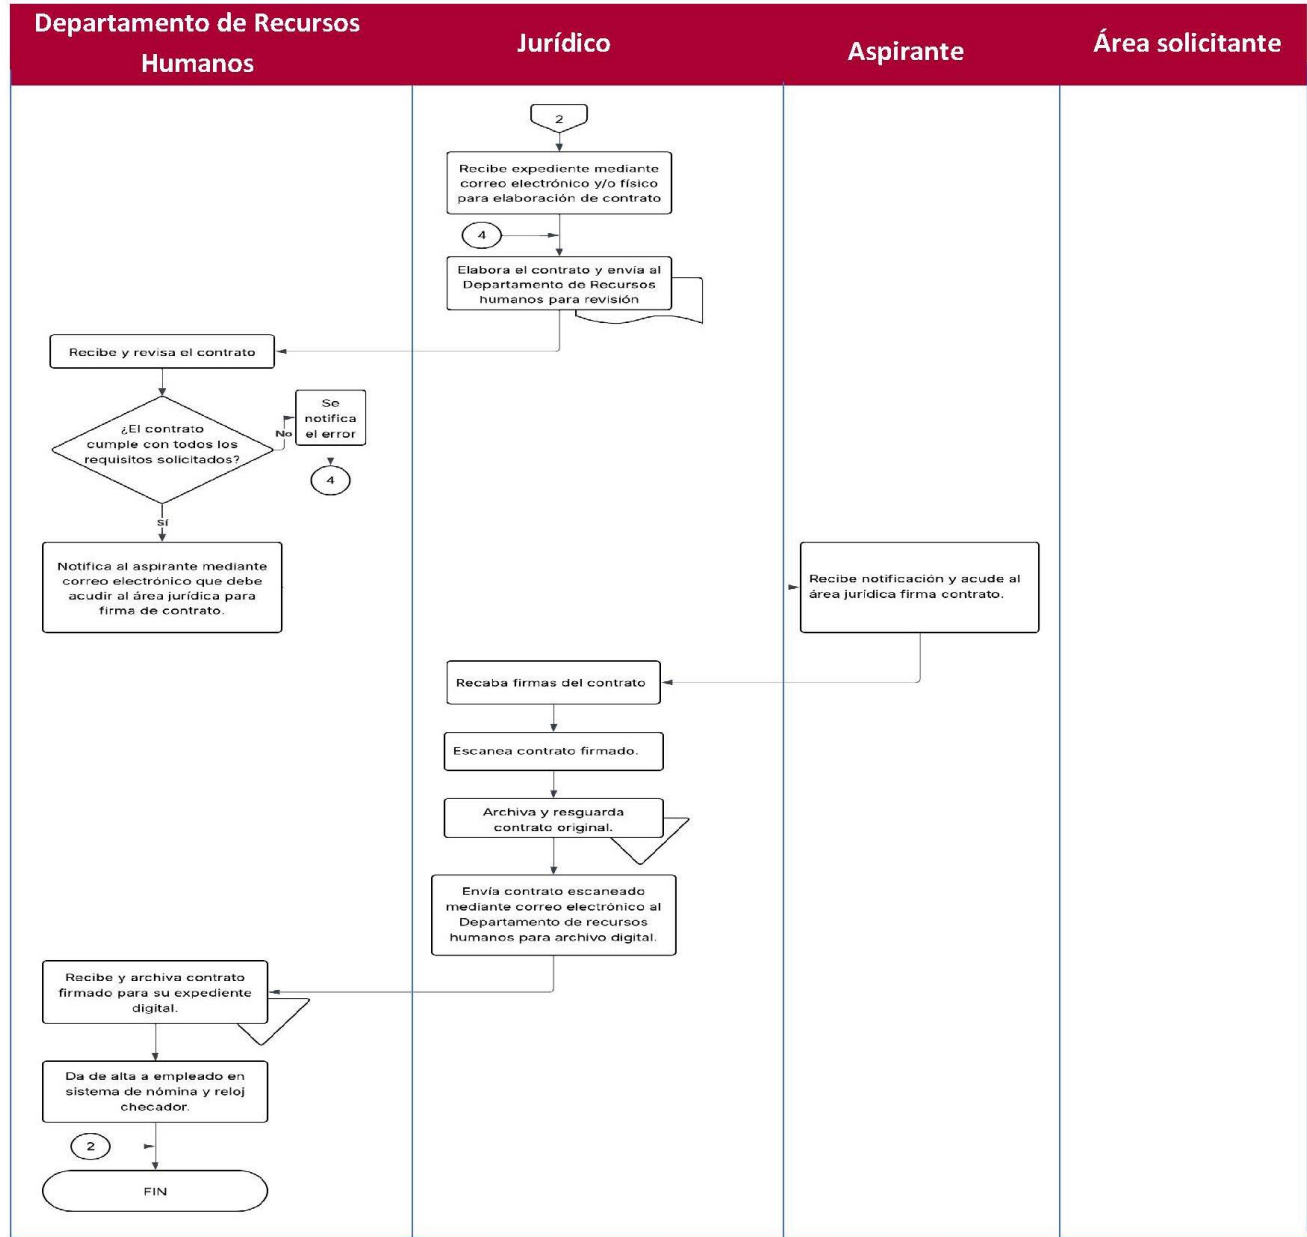 Departamento de Recursos
Humanos
Jurídico
Aspirante
Área solicitante
2
Recibe expediente mediante
correo electrónico y/o físico
para elaboración de contrato
4
Elabora el contrato y envía al
Departamento de Recursos
humanos para revisión
Recibe y revisa el contrato
¿El contrato
cumple con todos los
requisitos solicitados?
No
Se
notifica
el error
4
Sí
Notifica al aspirante mediante
correo electrónico que debe
acudir al área jurídica para
firma de contrato.
Recibe notificación y acude al
área jurídica firma contrato.
Recaba firmas del contrato
Escanea contrato firmado.
Archiva y resguarda
contrato original.
Envía contrato escaneado
mediante correo electrónico al
Departamento de recursos
humanos para archivo digital.
Recibe y archiva contrato
firmado para su expediente
digital.
Da de alta a empleado en
sistema de nómina y reloj
checador.
2
FIN